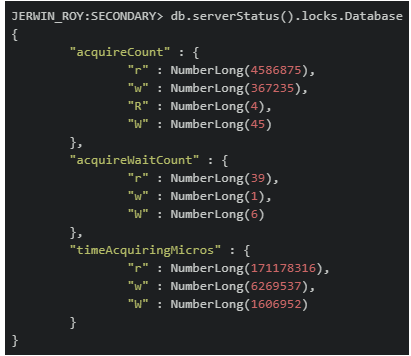 JERWIN_ROY:SECONDARY> db.serverStatus().locks.Database
{
        "acquireCount" : {
                "r" : NumberLong(4586875),
                "w" : NumberLong(367235),
                "R" : NumberLong(4),
                "W" : NumberLong(45)
        },
        "acquireWaitCount" : {
                "r" : NumberLong(39),
                "w" : NumberLong(1),
                "W" : NumberLong(6)
        },
        "timeAcquiringMicros" : {
                "r" : NumberLong(171178316),
                "w" : NumberLong(6269537),
                "W" : NumberLong(1606952)
        }
}